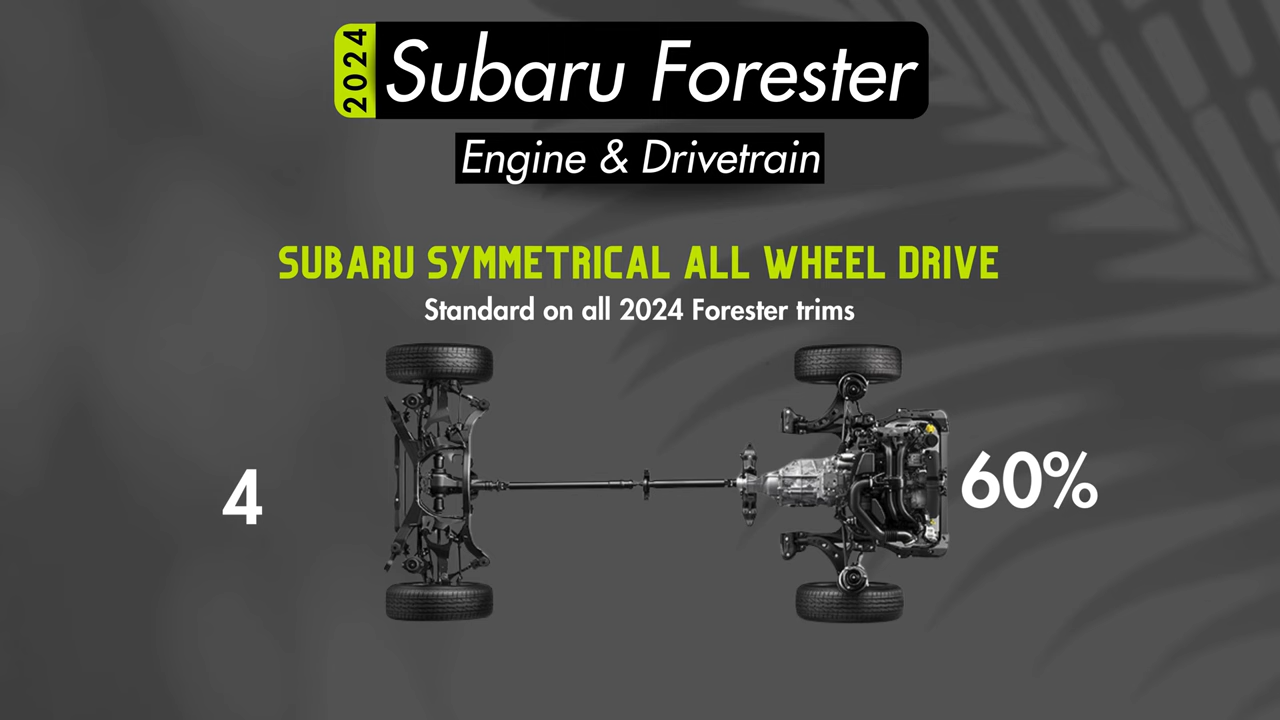 2024 Subaru Forester
Engine & Drivetrain
SUBARU SYMMETRICAL ALL WHEEL DRIVE
Standard on all 2024 Forester trims
4
60%